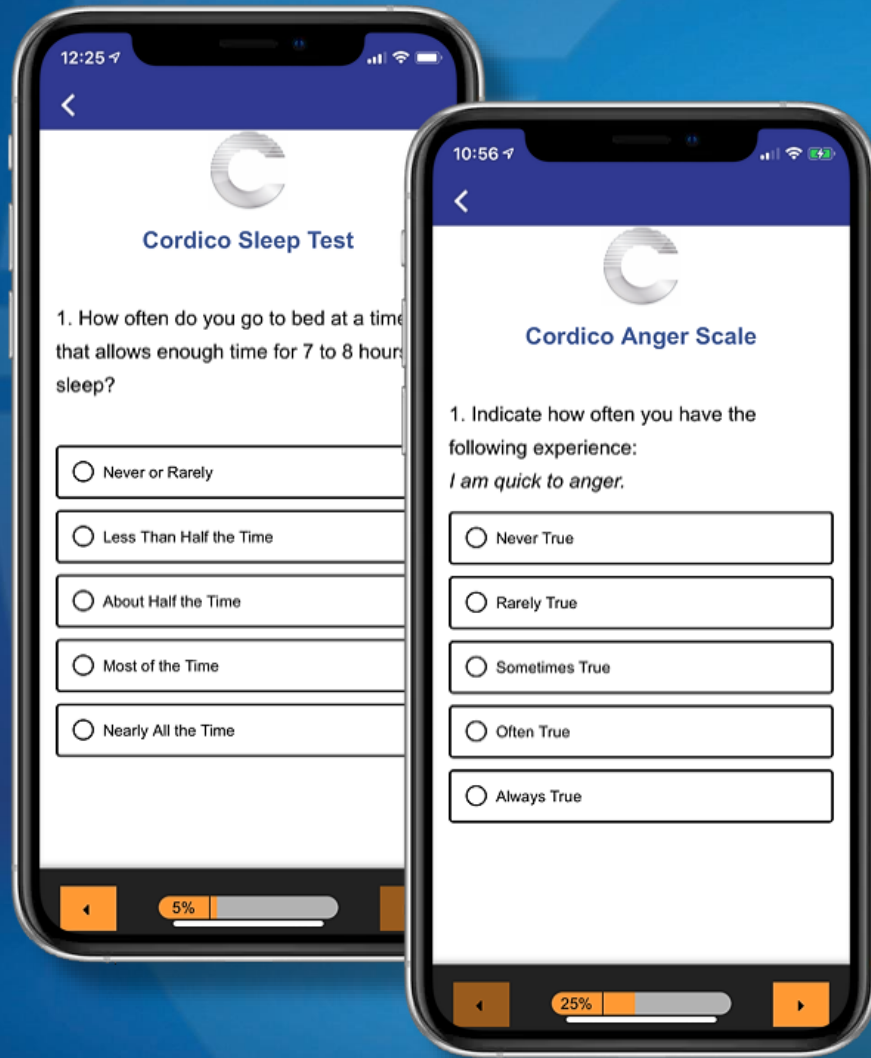 12:25
Cordico Sleep Test
1. How often do you go to bed at a time
that allows enough time for 7 to 8 hours
sleep?
Never or Rarely
Less Than Half the Time
About Half the Time
Most of the Time
Nearly All the Time
5%
10:56
Cordico Anger Scale
1. Indicate how often you have the
following experience:
I am quick to anger.
Never True
Rarely True
Sometimes True
Often True
Always True
25%